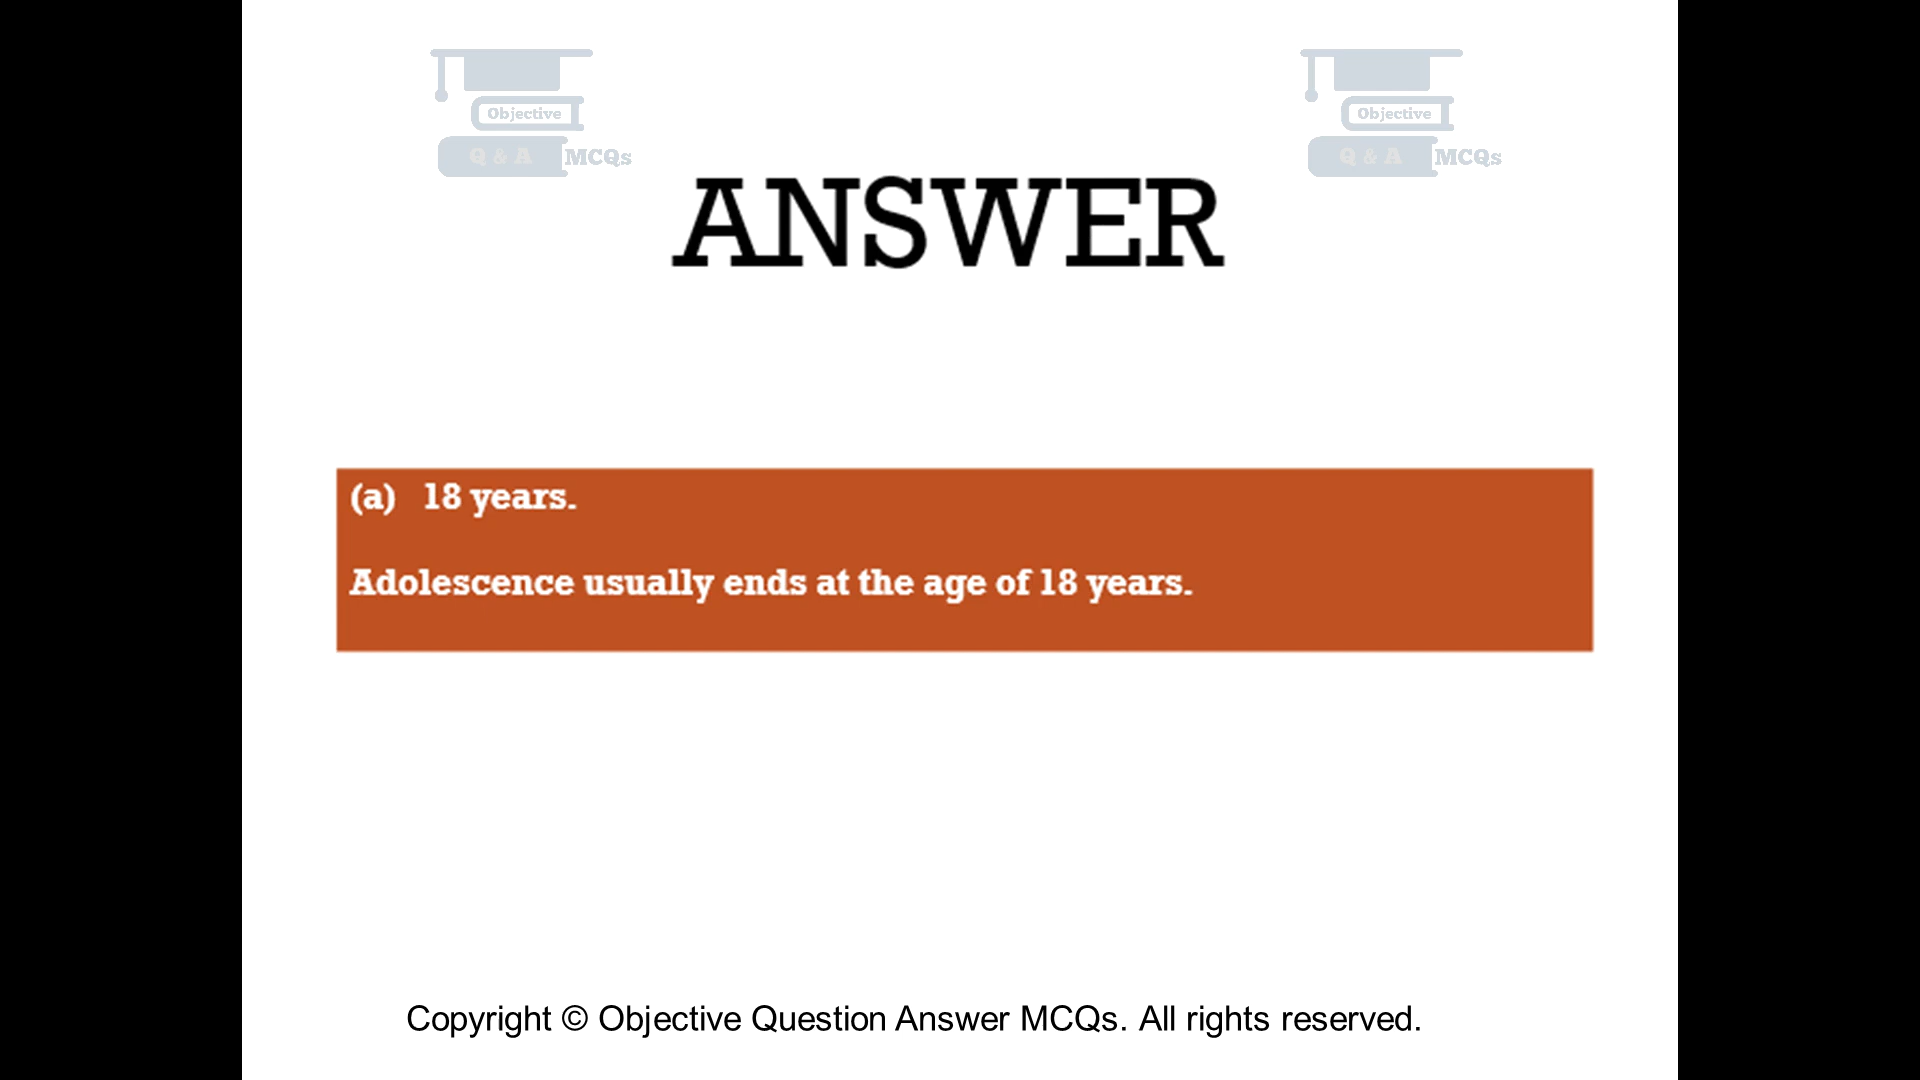 Objective
Q & A MCQs
Objective
Q & A MCQs
ANSWER
(a) 18 years.
Adolescence usually ends at the age of 18 years.
Copyright © Objective Question Answer MCQs. All rights reserved.